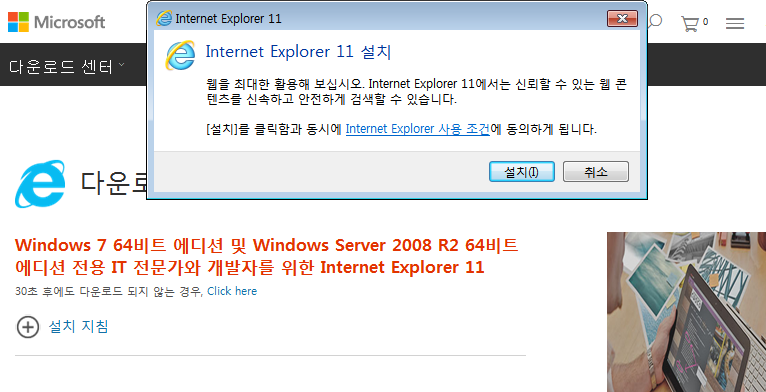 Microsoft
0
다운로드 센터
Internet Explorer 11
Internet Explorer 11 설치
웹을 최대한 활용해 보십시오. Internet Explorer 11에서는 신뢰할 수 있는 웹 콘
텐츠를 신속하고 안전하게 검색할 수 있습니다.
[설치]를 클릭함과 동시에 Internet Explorer 사용 조건에 동의하게 됩니다.
설치(I)
취소
다운로
Windows 7 64비트 에디션 및 Windows Server 2008 R2 64비트
에디션 전용 IT 전문가와 개발자를 위한 Internet Explorer 11
30초 후에도 다운로드 되지 않는 경우, Click here
설치 지침